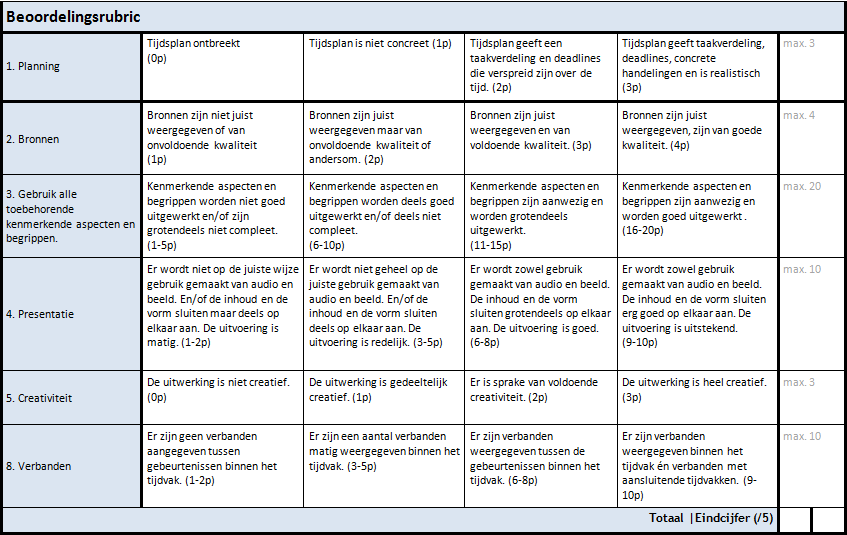 Beoordelingsrubric
1. Planning
Tijdsplan ontbreekt
(0p)
Tijdsplan is niet concreet (1p)
Tijdsplan geeft een
taakverdeling en deadlines
die verspreid zijn over de
tijd. (2p)
Tijdsplan geeft taakverdeling,
deadlines, concrete
handelingen en is realistisch
(3p)
max. 3
2. Bronnen
Bronnen zijn niet juist
weergegeven of van
onvoldoende kwaliteit
(1p)
Bronnen zijn juist
weergegeven maar van
onvoldoende kwaliteit of
andersom. (2p)
Bronnen zijn juist
weergegeven en van
voldoende kwaliteit. (3p)
Bronnen zijn juist
weergegeven, zijn van goede
kwaliteit. (4p)
max. 4
3. Gebruik alle
toebehorende
kenmerkende aspecten en
begrippen.
Kenmerkende aspecten en
begrippen worden niet goed
uitgewerkt en/of zijn
grotendeels niet compleet.
(1-5p)
Kenmerkende aspecten en
begrippen worden deels goed
uitgewerkt en/of deels niet
compleet.
(6-10p)
Kenmerkende aspecten en
begrippen zijn aanwezig en
worden grotendeels
uitgewerkt.
(11-15p)
Kenmerkende aspecten en
begrippen zijn aanwezig en
worden goed uitgewerkt .
(16-20p)
max. 20
4. Presentatie
Er wordt niet op de juiste wijze
gebruik gemaakt van audio en
beeld. En/of de inhoud en de
vorm sluiten maar deels op
elkaar aan. De uitvoering is
matig. (1-2p)
Er wordt niet geheel op de
juiste gebruik gemaakt van
audio en beeld. En/of de
inhoud en de vorm sluiten
deels op elkaar aan. De
uitvoering is redelijk. (3-5p)
Er wordt zowel gebruik
gemaakt van audio en beeld.
De inhoud en de vorm
sluiten grotendeels op elkaar
aan. De uitvoering is goed.
(6-8p)
Er wordt zowel gebruik
gemaakt van audio en beeld.
De inhoud en de vorm sluiten
erg goed op elkaar aan. De
uitvoering is uitstekend.
(9-10p)
max. 10
5. Creativiteit
De uitwerking is niet creatief.
(0p)
De uitwerking is gedeeltelijk
creatief. (1p)
Er is sprake van voldoende
creativiteit. (2p)
De uitwerking is heel creatief.
(3p)
max. 3
8. Verbanden
Er zijn geen verbanden
aangegeven tussen
gebeurtenissen binnen het
tijdvak. (1-2p)
Er zijn een aantal verbanden
matig weergegeven binnen het
tijdvak. (3-5p)
Er zijn verbanden
weergegeven tussen de
gebeurtenissen binnen het
tijdvak. (6-8p)
Er zijn verbanden
weergegeven binnen het
tijdvak én verbanden met
aansluitende tijdvakken. (9-
10p)
max. 10
Totaal |Eindcijfer (/5)